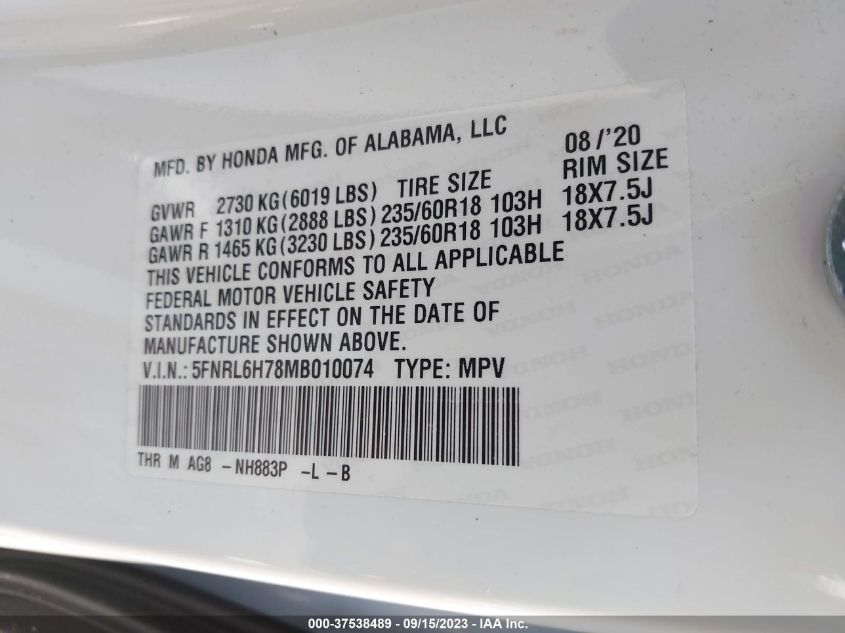 MFD. BY HONDA MFG. OF ALABAMA, LLC 08/'20
GVWR 2730 KG(6019 LBS) TIRE SIZE RIM SIZE
GAWR F 1310 KG(2888 LBS) 235/60R18 103H 18X7.5J
GAWR R 1465 KG(3230 LBS) 235/60R18 103H 18X7.5J
THIS VEHICLE CONFORMS TO ALL APPLICABLE
FEDERAL MOTOR VEHICLE SAFETY
STANDARDS IN EFFECT ON THE DATE OF
MANUFACTURE SHOWN ABOVE.
V.I.N.: 5FNRL6H78MB010074 TYPE: MPV
THR M AG8 -NH883P -L -B
000-37538489 - 09/15/2023 - © IAA Inc.